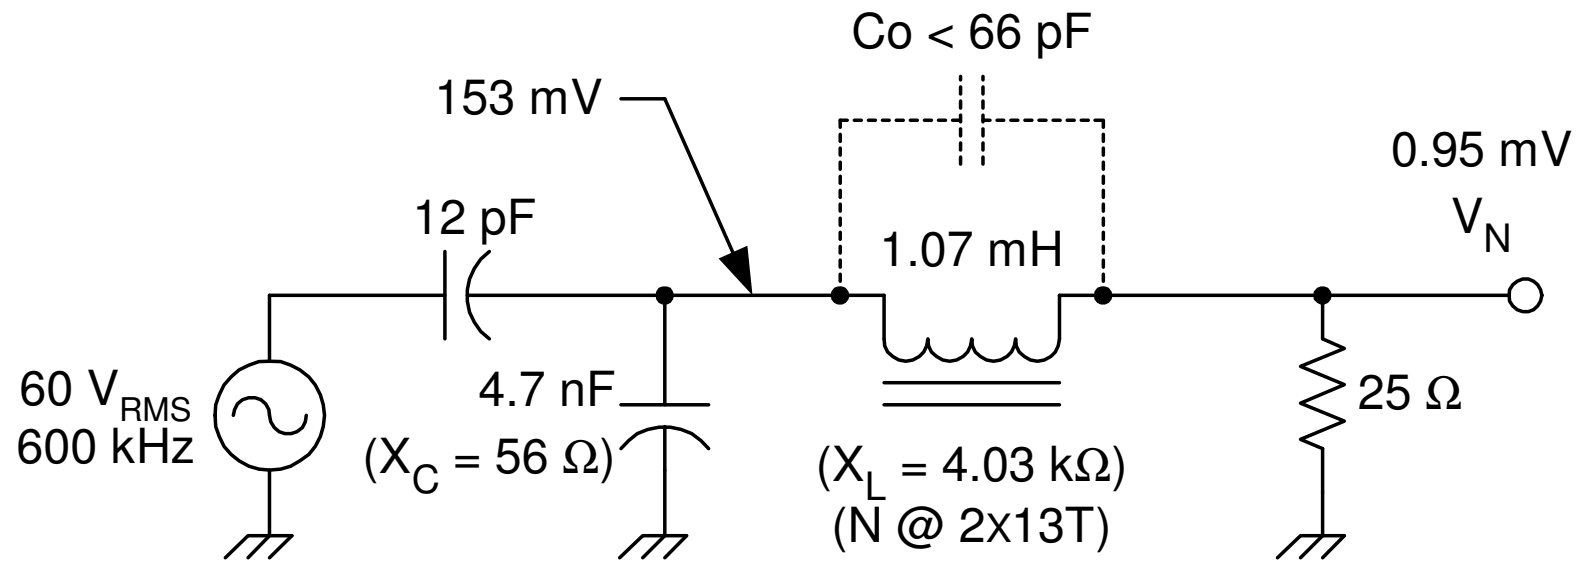 Co < 66 pF
153 mV
0.95 mV
V_N
12 pF
1.07 mH
60 V_RMS
600 kHz
4.7 nF
(X_C = 56 Ω)
25 Ω
(X_L = 4.03 kΩ)
(N @ 2X13T)